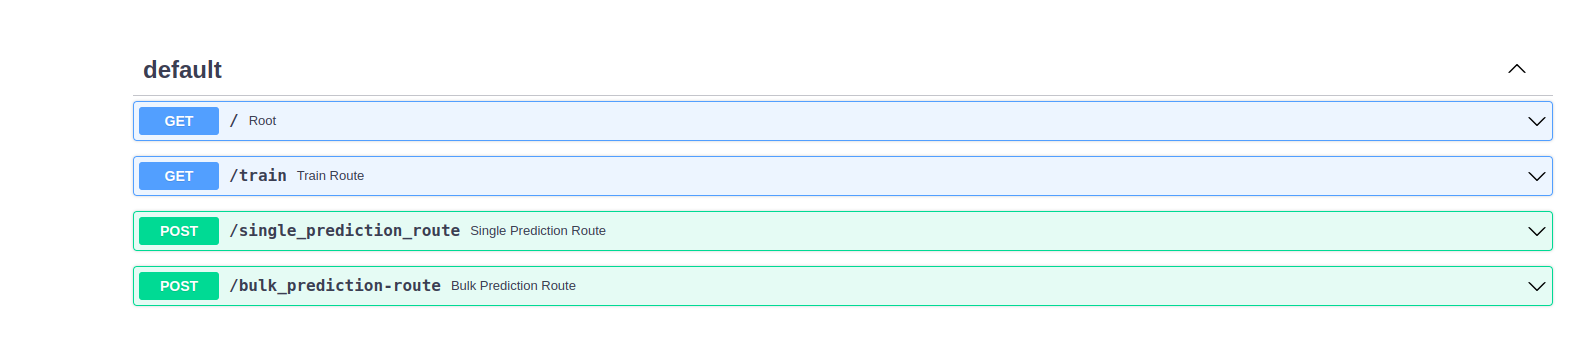 default
GET / Root
GET /train Train Route
POST /single_prediction_route Single Prediction Route
POST /bulk_prediction-route Bulk Prediction Route